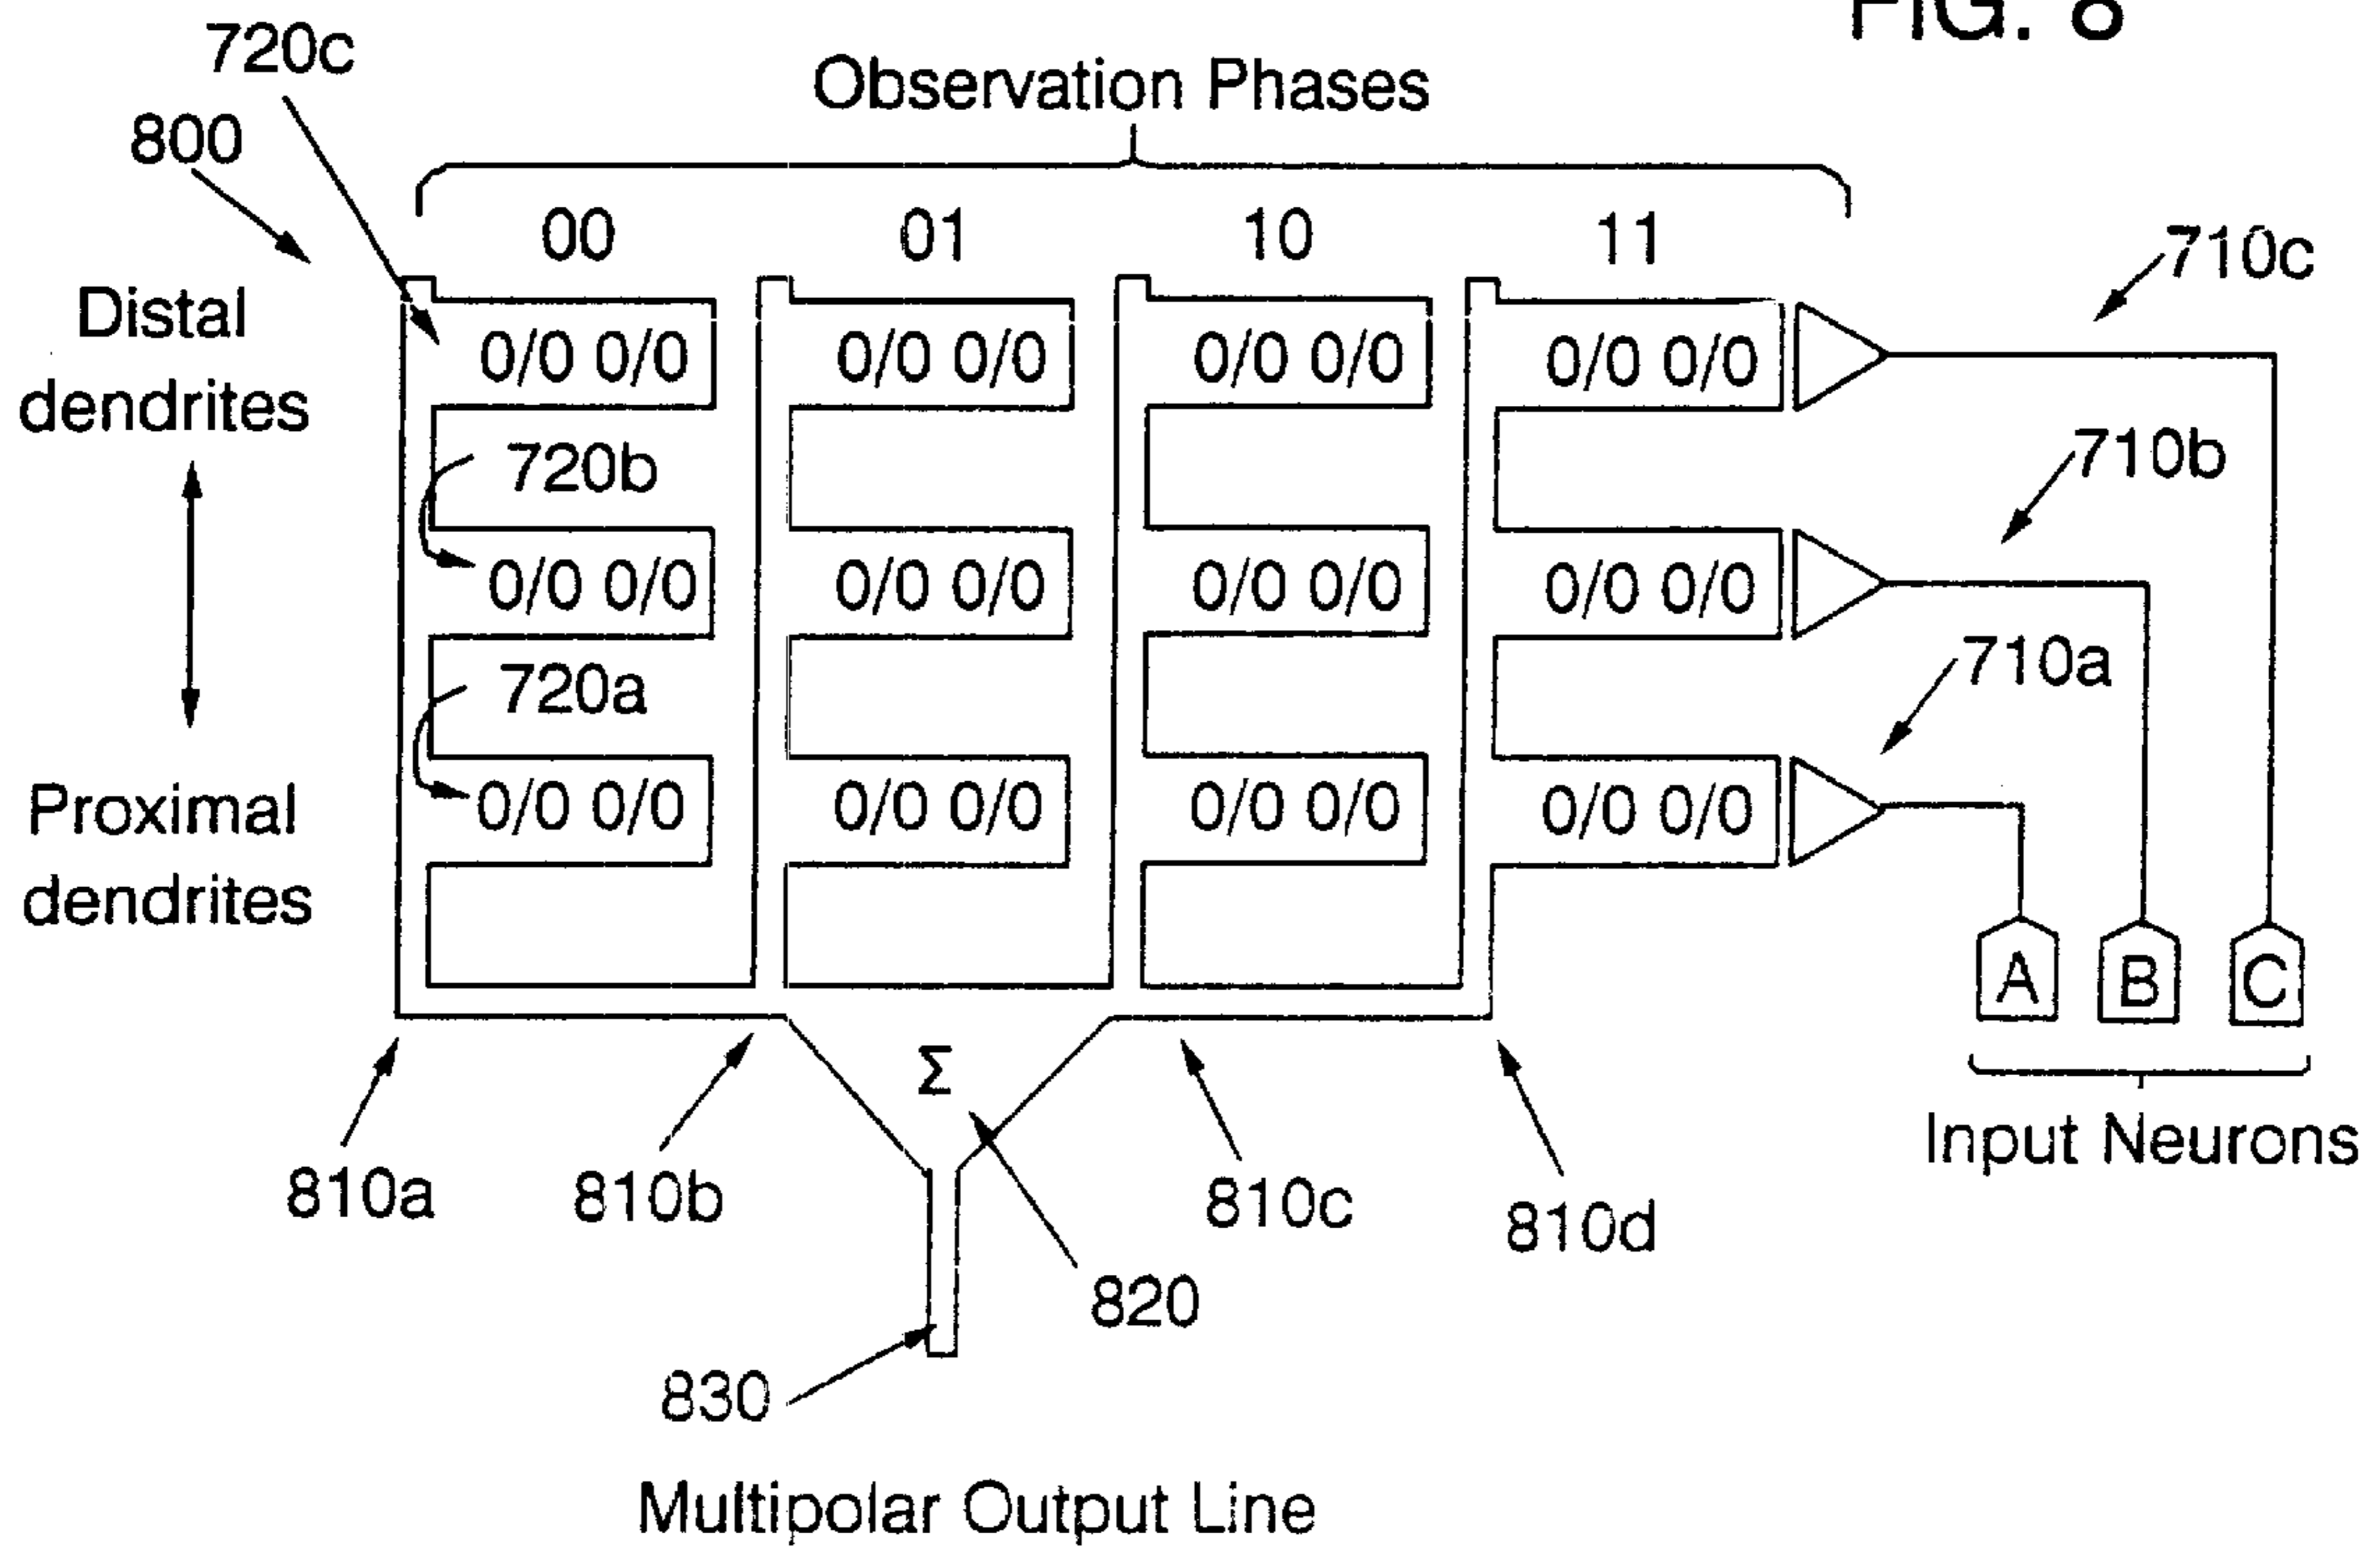 FIG. 8
720c
Observation Phases
800
00 01 10 11
710c
Distal
dendrites
0/0 0/0 0/0 0/0 0/0 0/0 0/0 0/0
710b
720b
0/0 0/0 0/0 0/0 0/0 0/0 0/0 0/0
710a
720a
Proximal
dendrites
0/0 0/0 0/0 0/0 0/0 0/0 0/0 0/0
A B C
Σ
Input Neurons
810a 810b 810c 810d
820
830
Multipolar Output Line